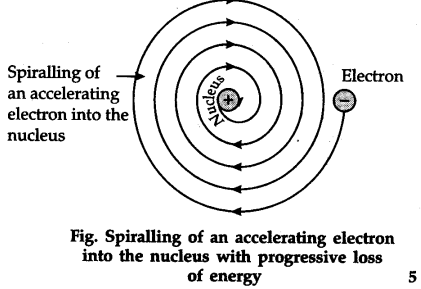 Spiralling of
an accelerating
electron into the
nucleus
Nucleus
+
Electron
−
Fig. Spiralling of an accelerating electron
into the nucleus with progressive loss
of energy 5